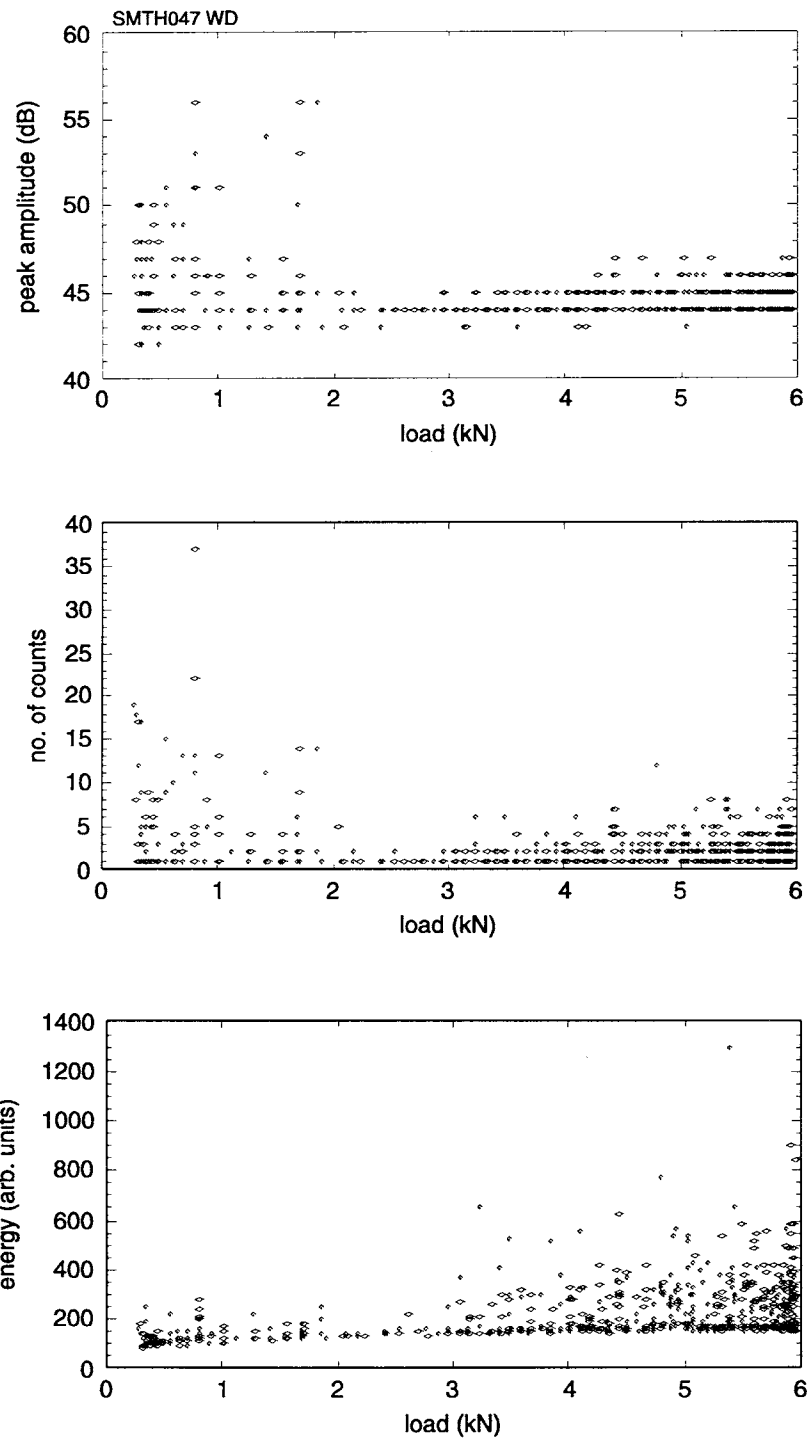 SMTH047 WD
60
55
50
45
40
peak amplitude (dB)
0 1 2 3 4 5 6
load (kN)
40
35
30
25
20
15
10
5
0
no. of counts
0 1 2 3 4 5 6
load (kN)
1400
1200
1000
800
600
400
200
0
energy (arb. units)
0 1 2 3 4 5 6
load (kN)